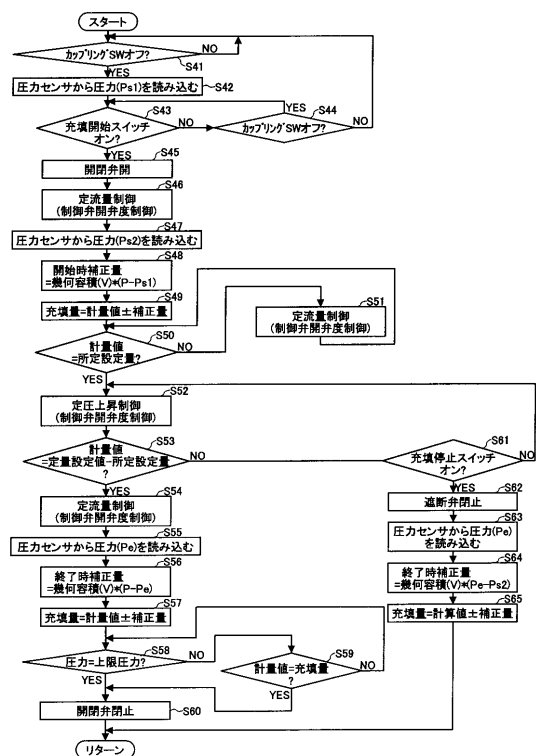 スタート
カップリングSWオフ?
NO
S41
YES
圧力センサから圧力(Ps1)を読み込む
S42
S43
充填開始スイッチ
オン?
NO
YES
S44
カップリングSWオフ?
NO
YES
S45
開閉弁開
S46
定流量制御
(制御弁開弁度制御)
S47
圧力センサから圧力(Ps2)を読み込む
S48
開始時補正量
=幾何容積(V)*(P-Ps1)
S49
充填量=計量値±補正量
S50
計量値
=所定設定量?
NO
S51
定流量制御
(制御弁開弁度制御)
YES
S52
定圧上昇制御
(制御弁開弁度制御)
S53
計量値
=定量設定値-所定設定量
?
NO
S61
充填停止スイッチ
オン?
NO
YES
S54
定流量制御
(制御弁開弁度制御)
S55
圧力センサから圧力(Pe)を読み込む
S56
終了時補正量
=幾何容積(V)*(P-Pe)
S57
充填量=計量値±補正量
YES
S62
遮断弁閉止
S63
圧力センサから圧力(Pe)
を読み込む
S64
終了時補正量
=幾何容積(V)*(Pe-Ps2)
S65
充填量=計算値±補正量
S58
圧力=上限圧力?
NO
S59
計量値=充填量
?
NO
YES
YES
開閉弁閉止
S60
リターン